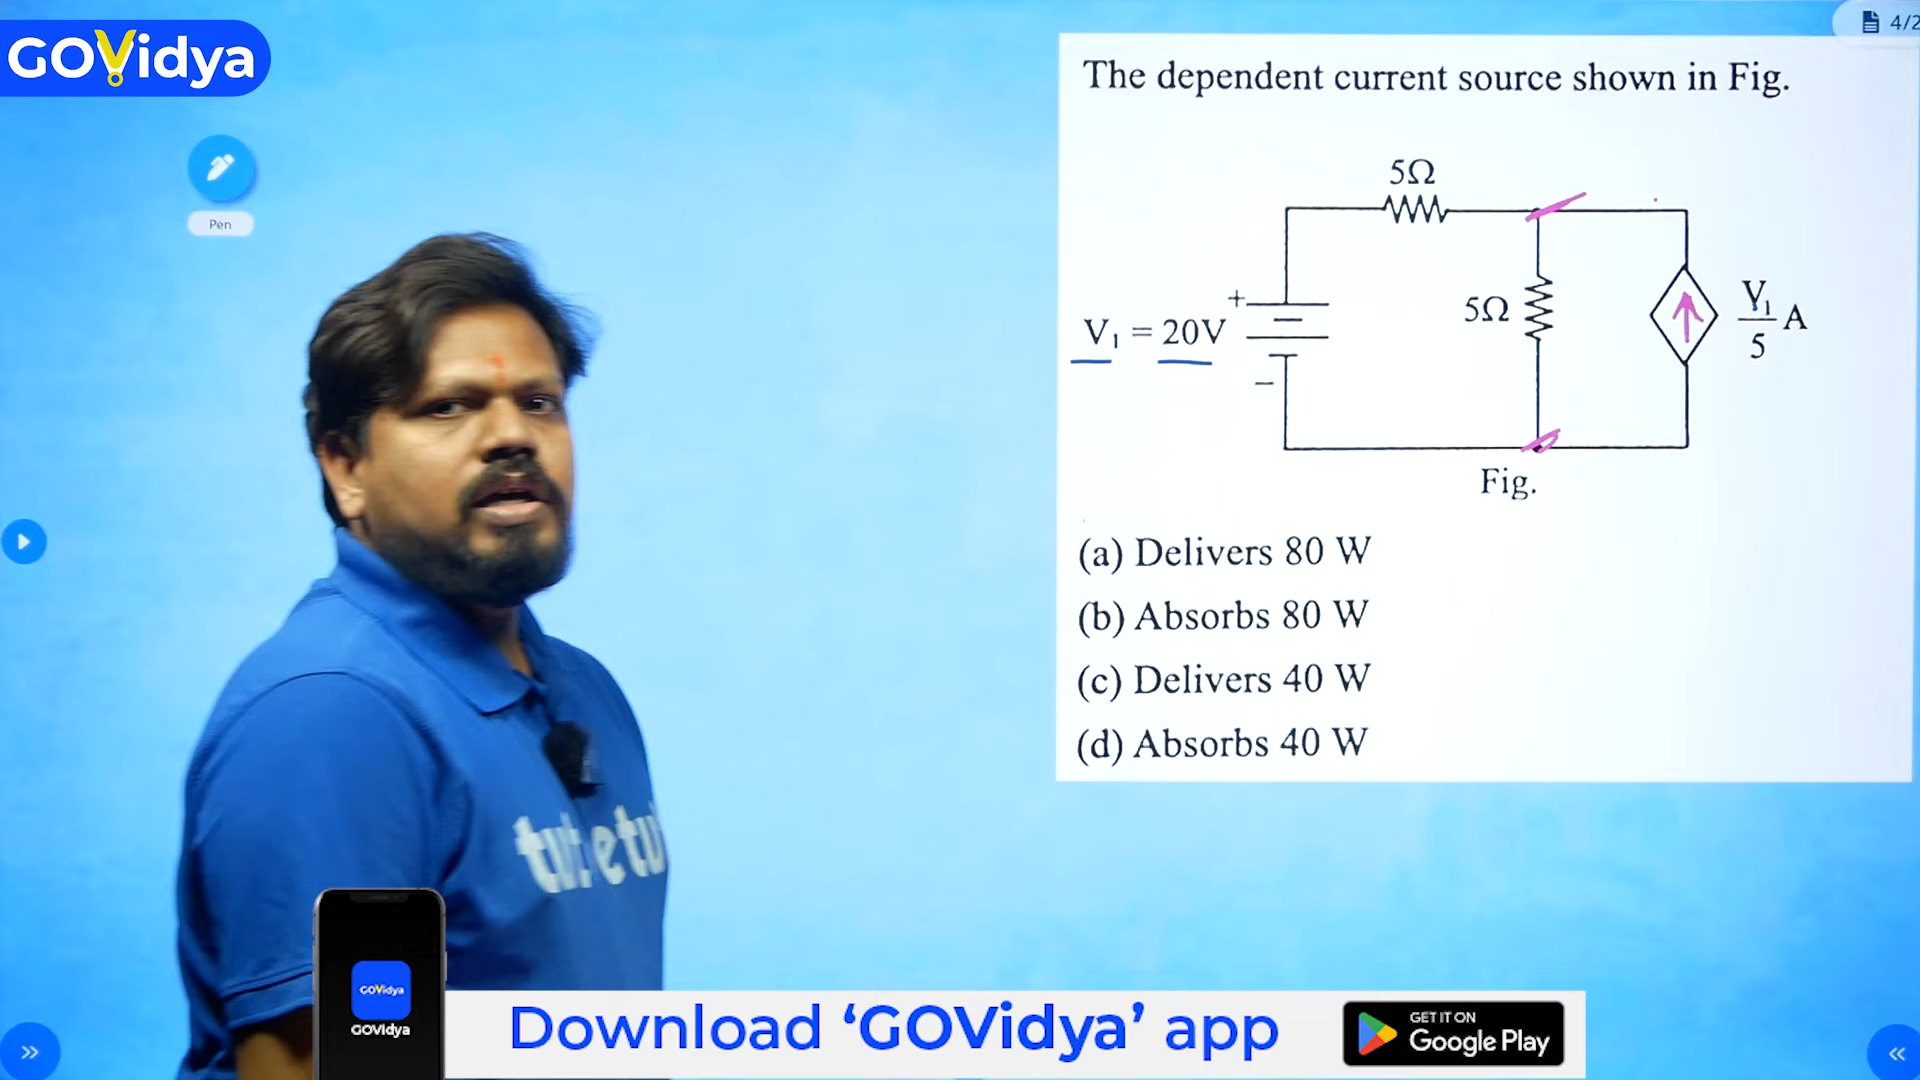 GOVidya
4/2
Pen
The dependent current source shown in Fig.
5Ω
5Ω
+
V₁ = 20V
−
V₁/5 A
Fig.
(a) Delivers 80 W
(b) Absorbs 80 W
(c) Delivers 40 W
(d) Absorbs 40 W
GOVidya
GOVidya
Download ‘GOVidya’ app
GET IT ON
Google Play